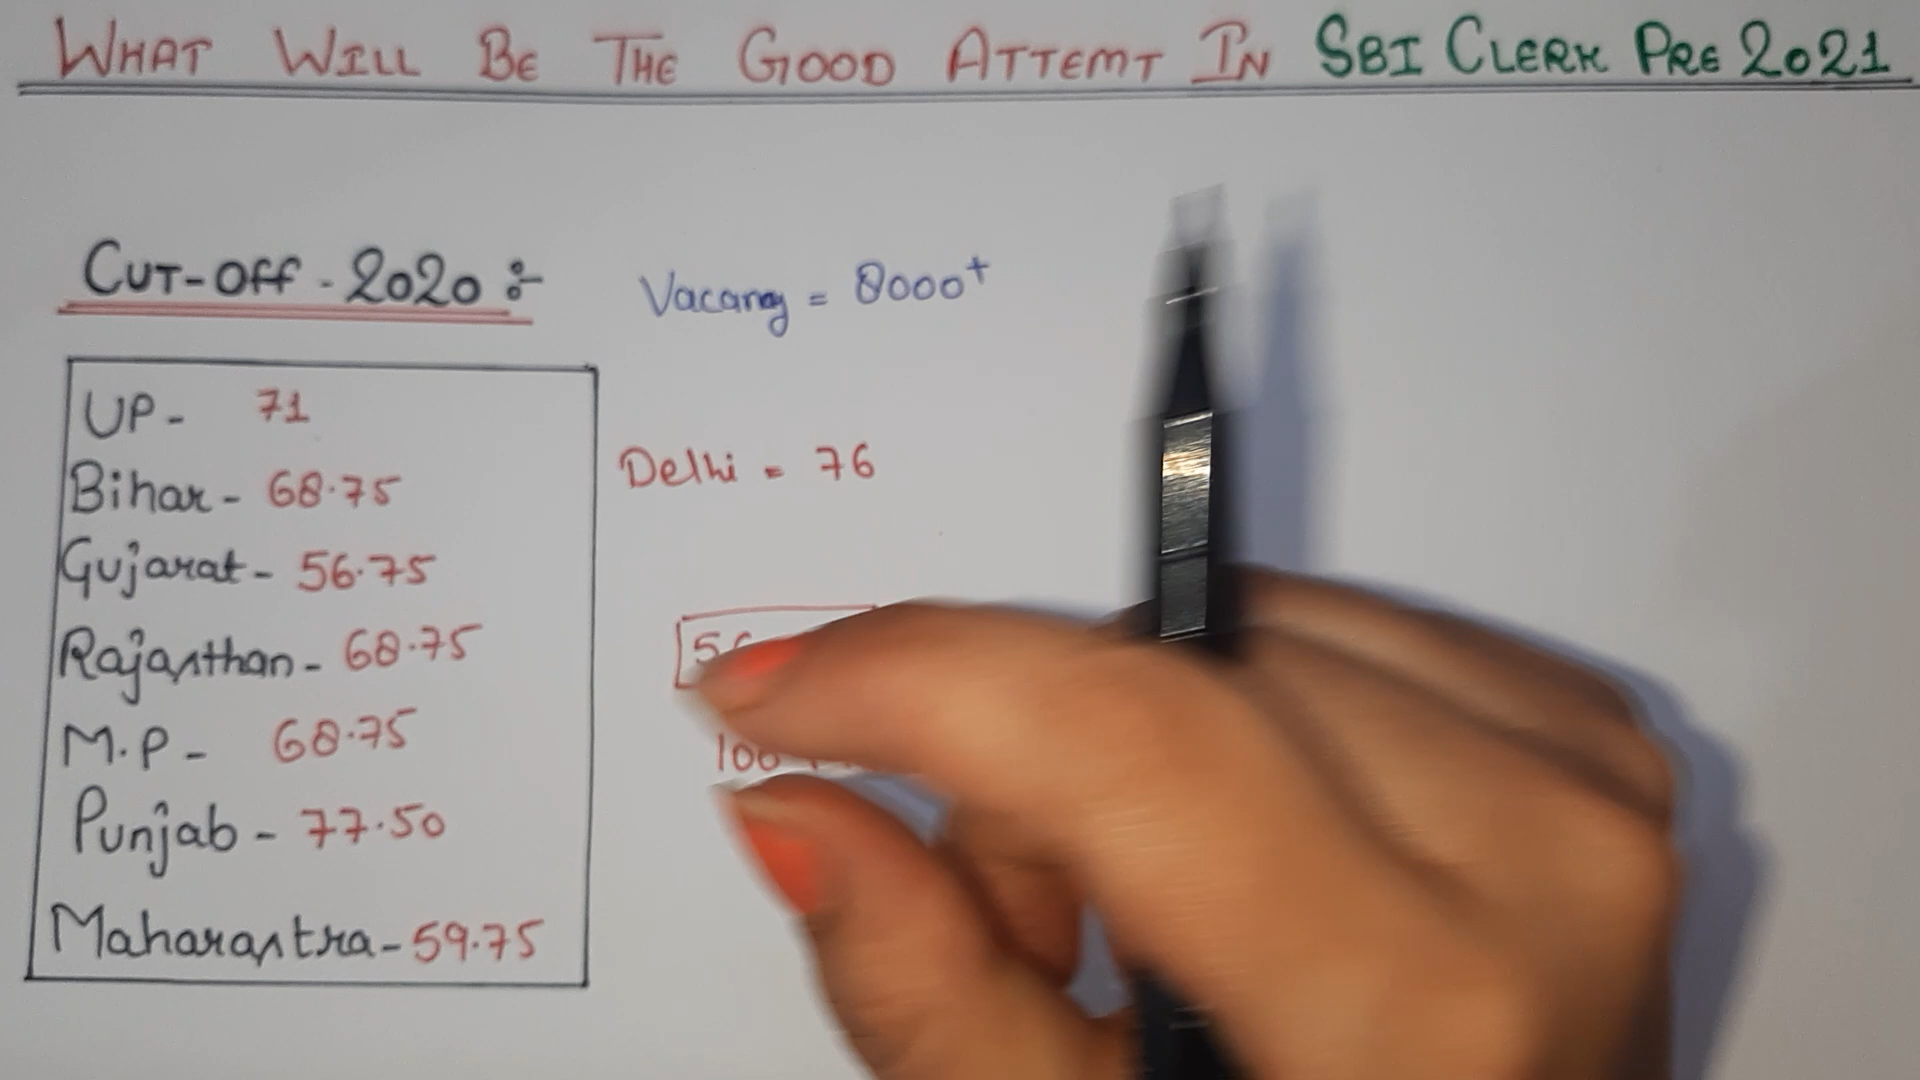 WHAT WILL BE THE GOOD ATTEMT IN SBI CLERK PRE 2021
CUT-OFF - 2020 :-
Vacancy = 8000+
UP - 71
Bihar - 68.75
Delhi = 76
Gujarat - 56.75
Rajasthan - 68.75
M.P - 68.75
100
Punjab - 77.50
Maharastra - 59.75